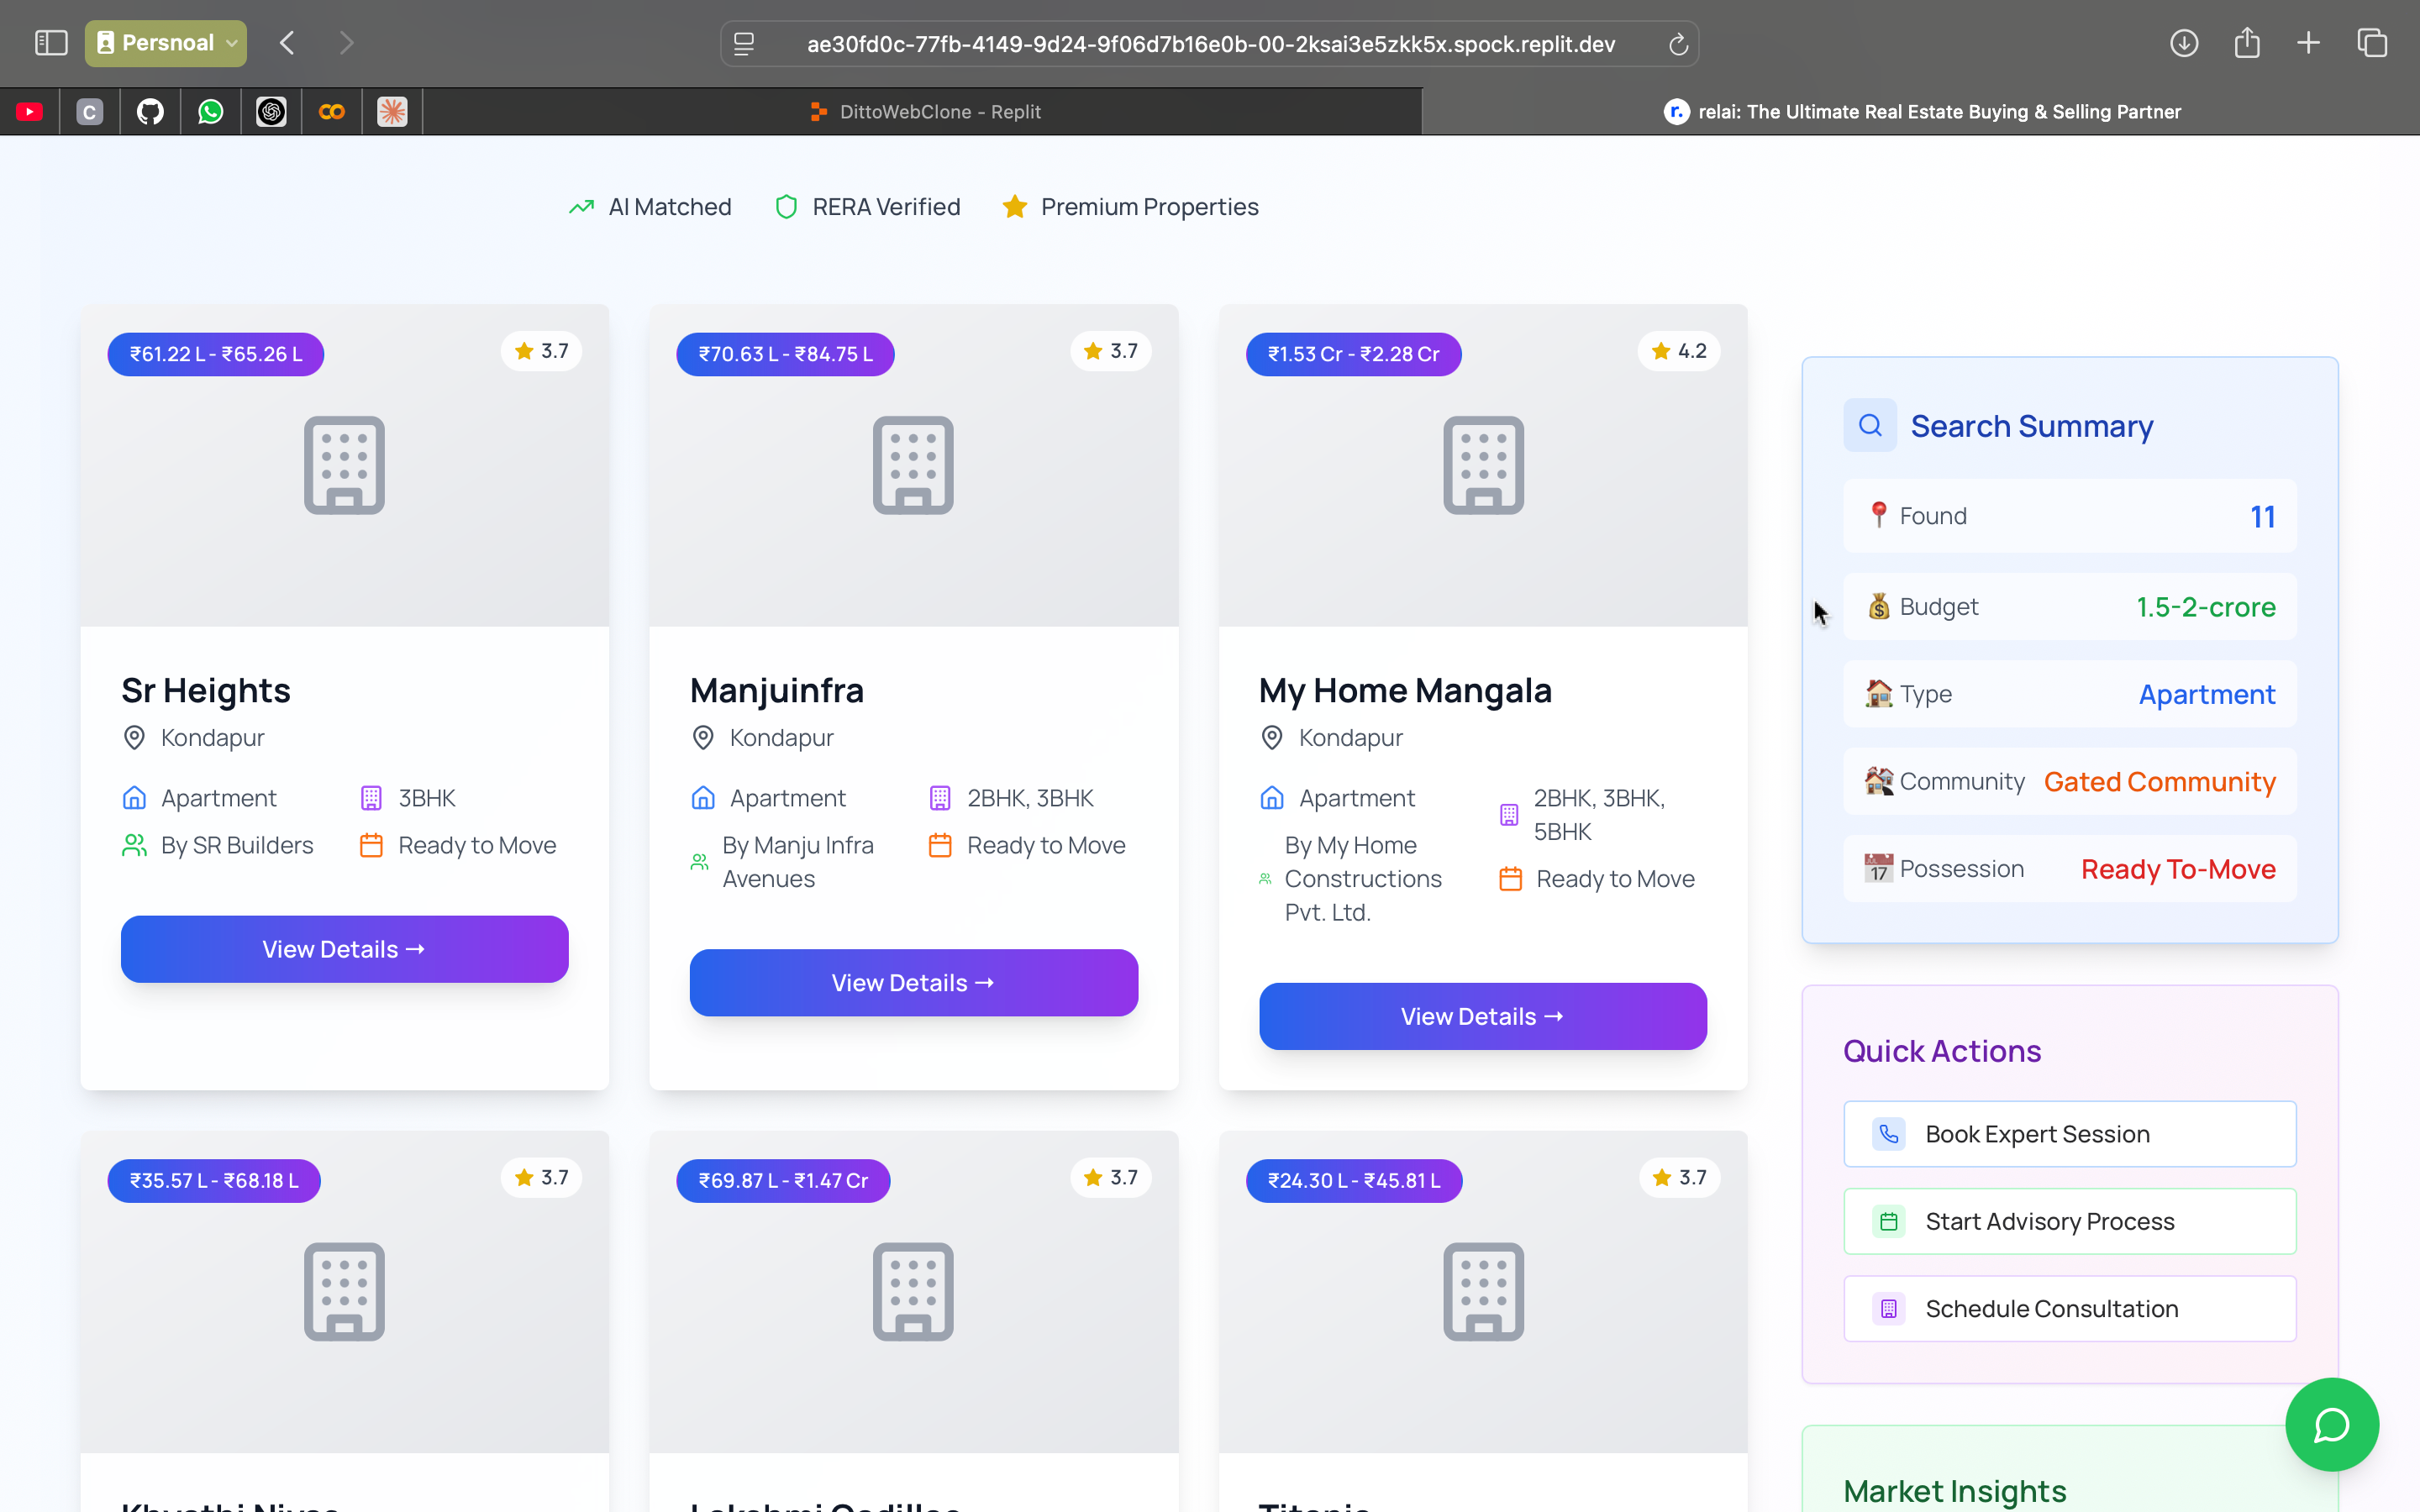 Persnoal
ae30fd0c-77fb-4149-9d24-9f06d7b16e0b-00-2ksai3e5zkk5x.spock.replit.dev
C
DittoWebClone - Replit
r. relai: The Ultimate Real Estate Buying & Selling Partner
AI Matched
RERA Verified
Premium Properties
₹61.22 L - ₹65.26 L
3.7
Sr Heights
Kondapur
Apartment
3BHK
By SR Builders
Ready to Move
View Details →
₹70.63 L - ₹84.75 L
3.7
Manjuinfra
Kondapur
Apartment
2BHK, 3BHK
By Manju Infra
Avenues
Ready to Move
View Details →
₹1.53 Cr - ₹2.28 Cr
4.2
My Home Mangala
Kondapur
Apartment
2BHK, 3BHK,
5BHK
By My Home
Constructions
Pvt. Ltd.
Ready to Move
View Details →
₹35.57 L - ₹68.18 L
3.7
₹69.87 L - ₹1.47 Cr
3.7
₹24.30 L - ₹45.81 L
3.7
Search Summary
Found
11
Budget
1.5-2-crore
Type
Apartment
Community
Gated Community
17
Possession
Ready To-Move
Quick Actions
Book Expert Session
Start Advisory Process
Schedule Consultation
Market Insights